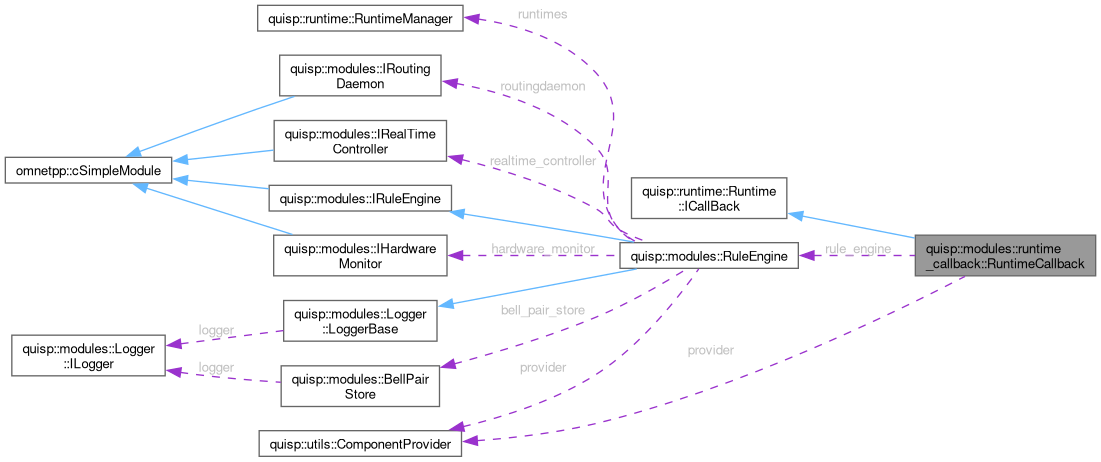 quisp::runtime::RuntimeManager
runtimes
quisp::modules::IRouting
Daemon
routingdaemon
quisp::modules::IRealTime
Controller
realtime_controller
omnetpp::cSimpleModule
quisp::modules::IRuleEngine
quisp::runtime::Runtime
::ICallBack
quisp::modules::IHardware
Monitor
hardware_monitor
quisp::modules::RuleEngine
rule_engine
quisp::modules::runtime
_callback::RuntimeCallback
quisp::modules::Logger
::LoggerBase
bell_pair_store
logger
quisp::modules::Logger
::ILogger
logger
quisp::modules::BellPair
Store
provider
provider
quisp::utils::ComponentProvider